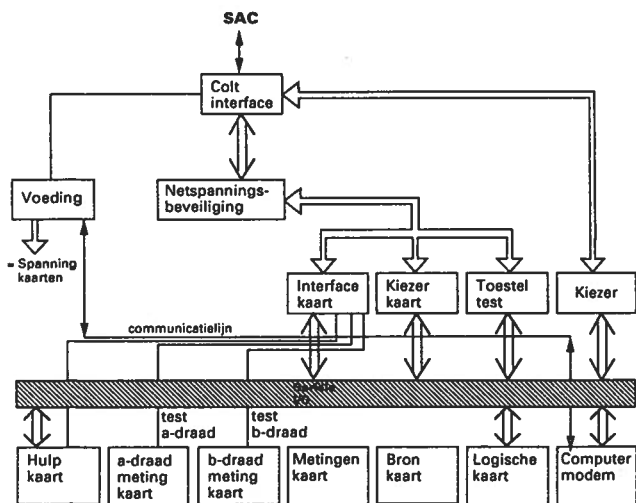 SAC
Colt
interface
Voeding
Netspannings-
beveiliging
= Spanning
kaarten
Interface
kaart
Kiezer
kaart
Toestel
test
Kiezer
communicatielijn
I/O
test
a-draad
test
b-draad
Hulp
kaart
a-draad
meting
kaart
b-draad
meting
kaart
Metingen
kaart
Bron
kaart
Logische
kaart
Computer
modem